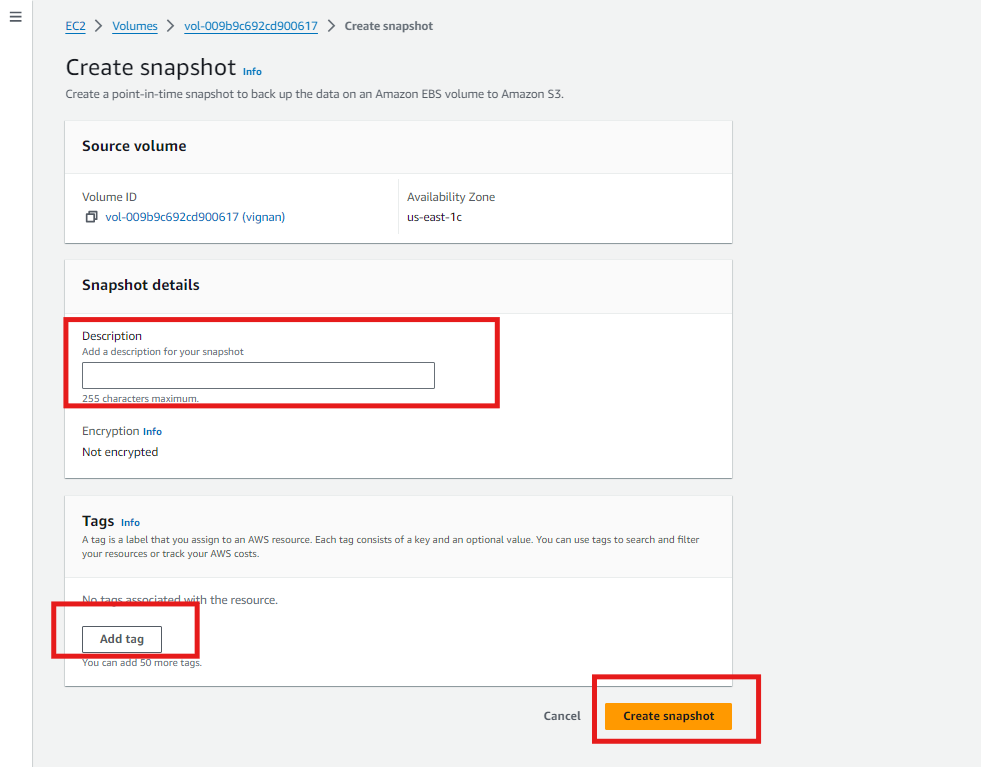 EC2 > Volumes > vol-009b9c692cd900617 > Create snapshot
Create snapshot Info
Create a point-in-time snapshot to back up the data on an Amazon EBS volume to Amazon S3.
Source volume
Volume ID
vol-009b9c692cd900617 (vignan)
Availability Zone
us-east-1c
Snapshot details
Description
Add a description for your snapshot
255 characters maximum.
Encryption Info
Not encrypted
Tags Info
A tag is a label that you assign to an AWS resource. Each tag consists of a key and an optional value. You can use tags to search and filter
your resources or track your AWS costs.
No tags associated with the resource.
Add tag
You can add 50 more tags.
Cancel
Create snapshot